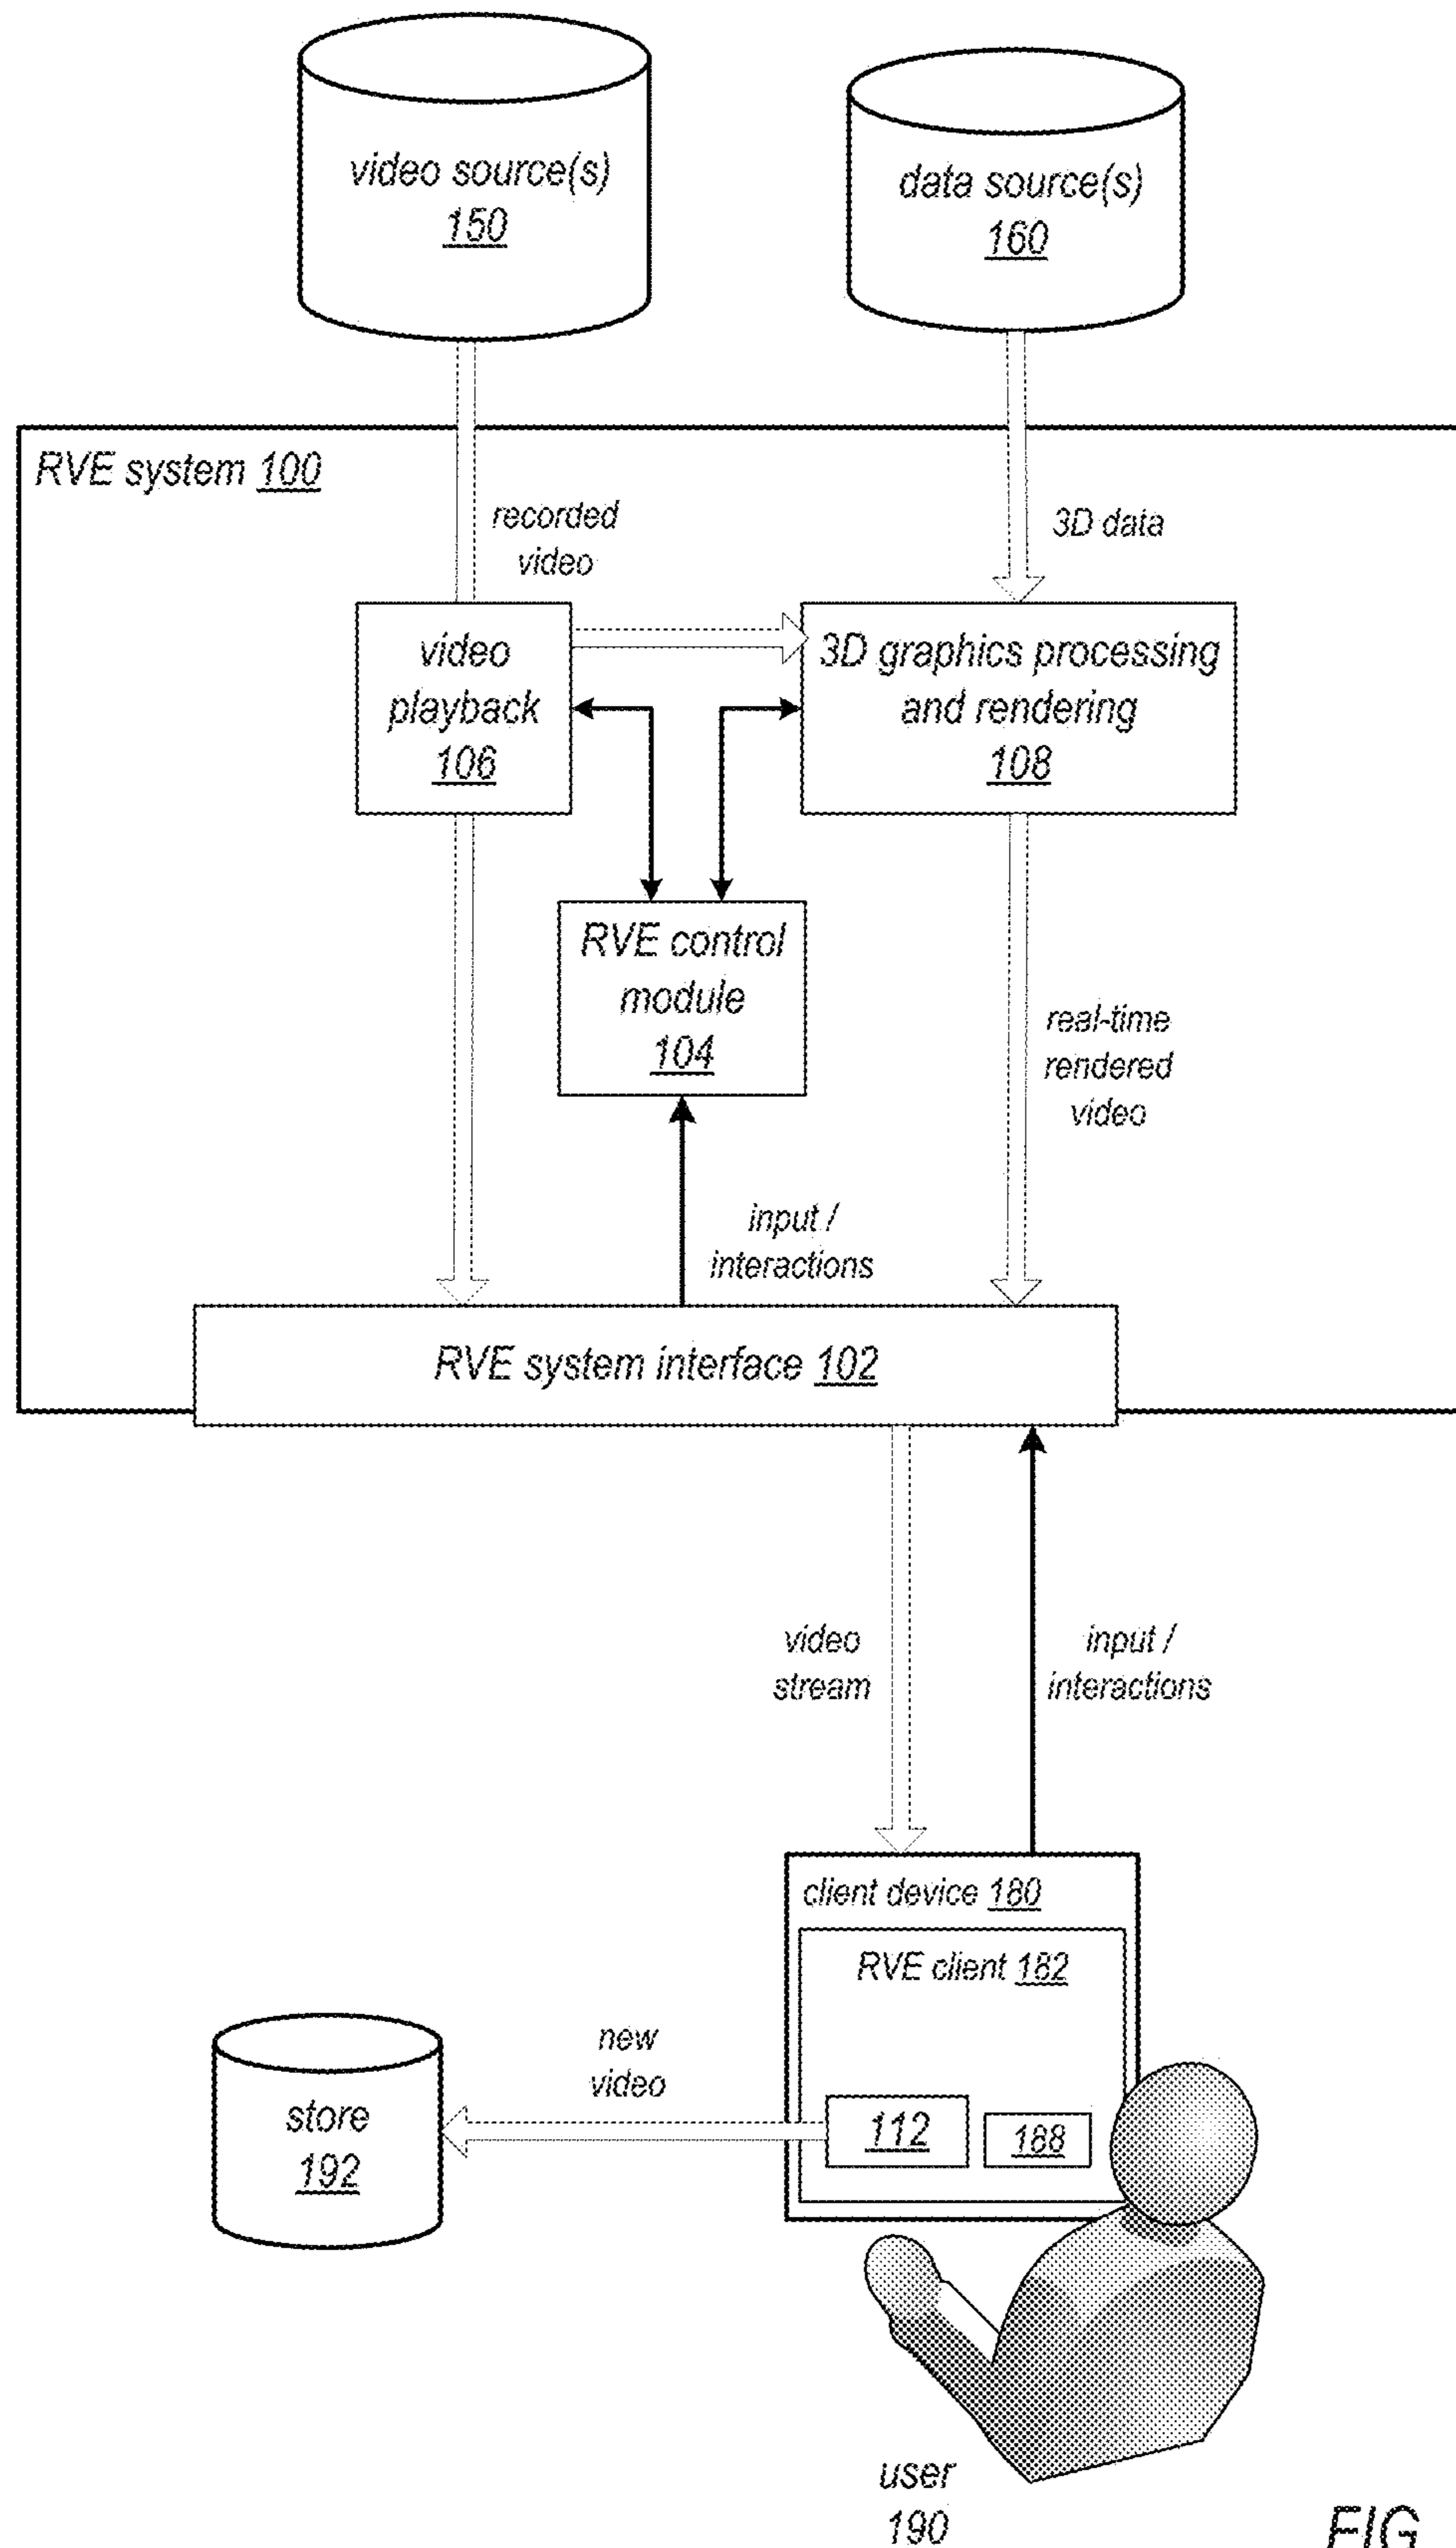 video source(s)
150
data source(s)
160
RVE system 100
recorded
video
3D data
video
playback
106
3D graphics processing
and rendering
108
RVE control
module
104
real-time
rendered
video
input /
interactions
RVE system interface 102
video
stream
input /
interactions
client device 180
RVE client 182
new
video
store
192
112
188
user
190
FIG